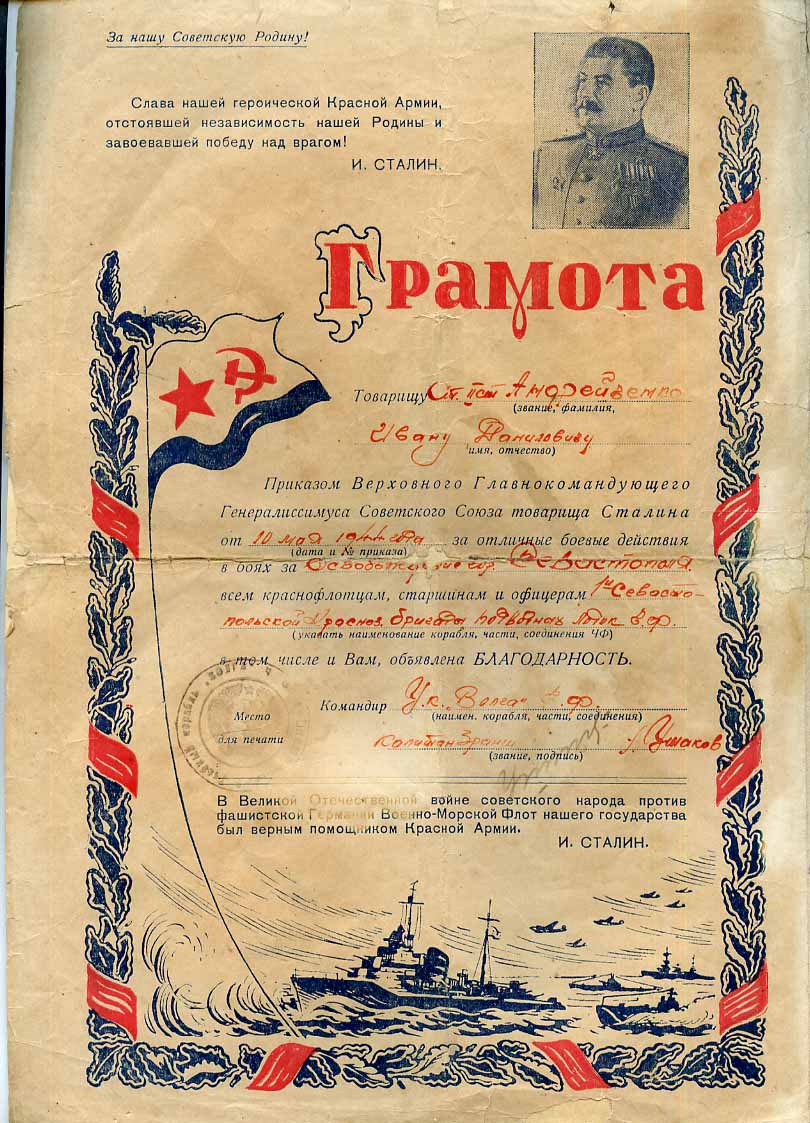 За нашу Советскую Родину!
Слава нашей героической Красной Армии,
отстоявшей независимость нашей Родины и
завоевавшей победу над врагом!
И. СТАЛИН.
Грамота
Товарищу Ст.
(звание, фамилия,
Ивану Даниловичу
имя, отчество)
Приказом Верховного Главнокомандующего
Генералиссимуса Советского Союза товарища Сталина
от 10 мая 1944 года за отличные боевые действия
(дата и № приказа)
в боях за Освобождение гор. Севастополя
всем краснофлотцам, старшинам и офицерам 1й Севасто-
польской Красноз. бригады подводных лодок ф.
(указать наименование корабля, части, соединения ЧФ)
в том числе и Вам, объявлена БЛАГОДАРНОСТЬ.
Командир У.к. "Волга" ф.
(наимен. корабля, части, соединения)
Место
для печати
Капитан 3 ранга Ушаков
(звание, подпись)
В Великой Отечественной войне советского народа против
фашистской Германии Военно-Морской Флот нашего государства
был верным помощником Красной Армии.
И. СТАЛИН.